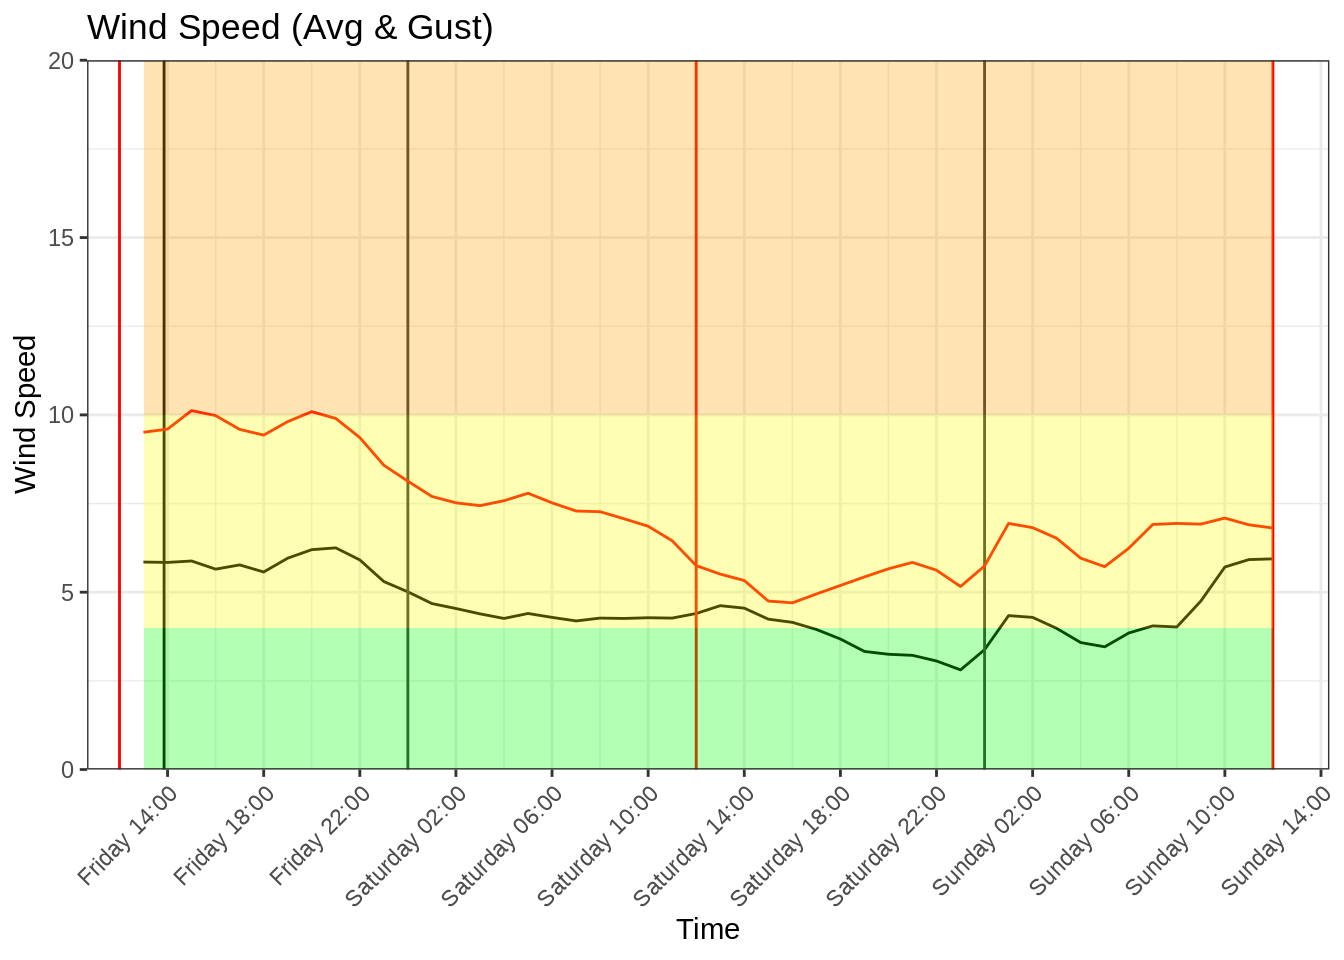 Wind Speed (Avg & Gust)
20
15
10
5
0
Wind Speed
Friday 14:00
Friday 18:00
Friday 22:00
Saturday 02:00
Saturday 06:00
Saturday 10:00
Saturday 14:00
Saturday 18:00
Saturday 22:00
Sunday 02:00
Sunday 06:00
Sunday 10:00
Sunday 14:00
Time